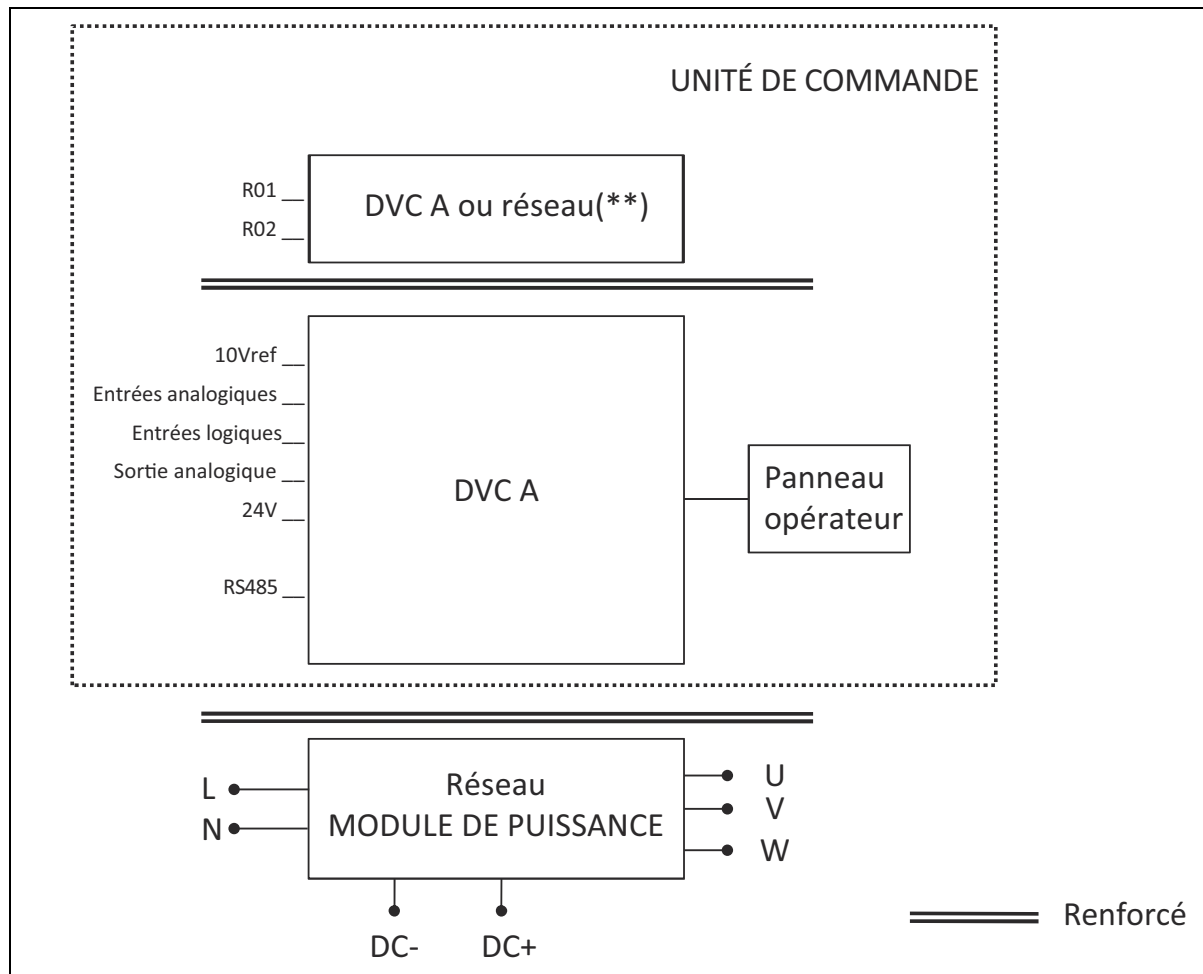 UNITÉ DE COMMANDE
R01
R02
DVC A ou réseau(**)
10Vref
Entrées analogiques
Entrées logiques
Sortie analogique
24V
RS485
DVC A
Panneau
opérateur
L
N
Réseau
MODULE DE PUISSANCE
U
V
W
DC-
DC+
Renforcé